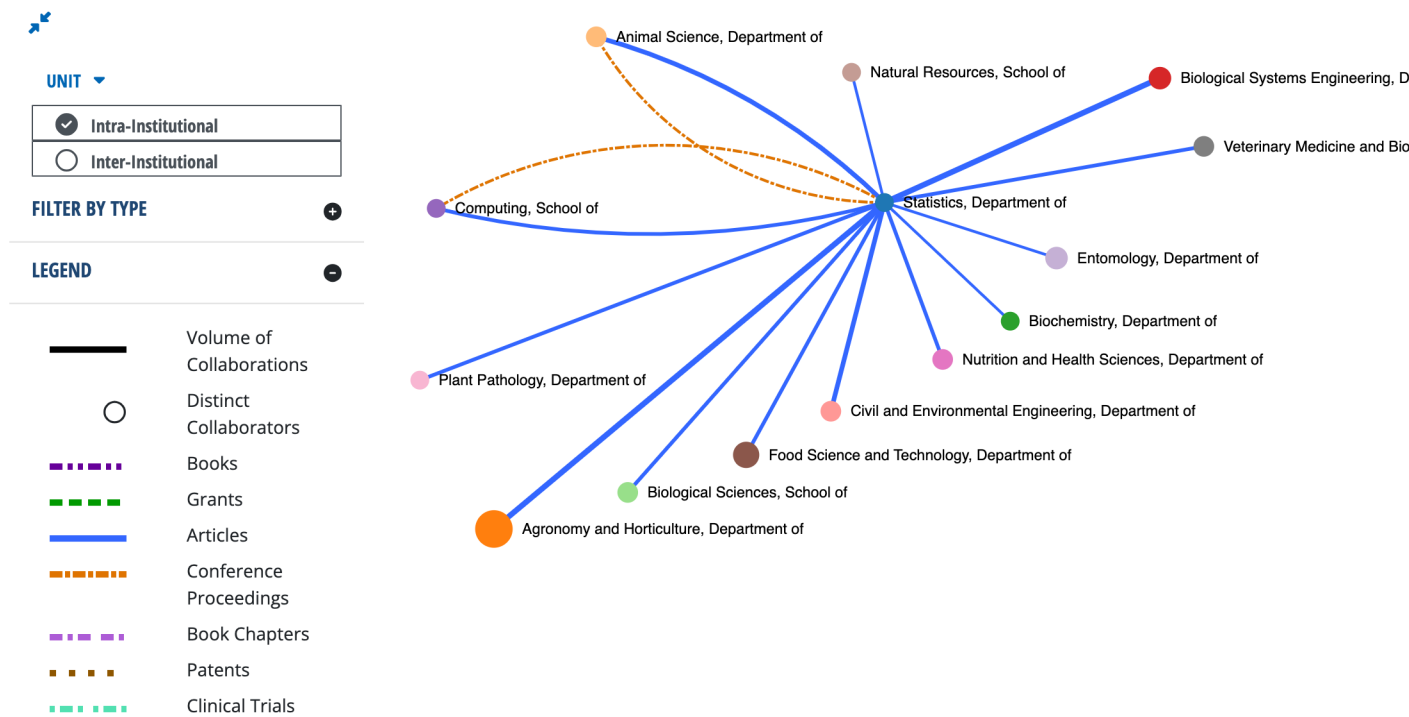 UNIT
Intra-Institutional
Inter-Institutional
FILTER BY TYPE
LEGEND
Volume of
Collaborations
Distinct
Collaborators
Books
Grants
Articles
Conference
Proceedings
Book Chapters
Patents
Clinical Trials
Animal Science, Department of
Natural Resources, School of
Biological Systems Engineering, D
Veterinary Medicine and Bio
Computing, School of
Statistics, Department of
Entomology, Department of
Biochemistry, Department of
Nutrition and Health Sciences, Department of
Plant Pathology, Department of
Civil and Environmental Engineering, Department of
Food Science and Technology, Department of
Biological Sciences, School of
Agronomy and Horticulture, Department of